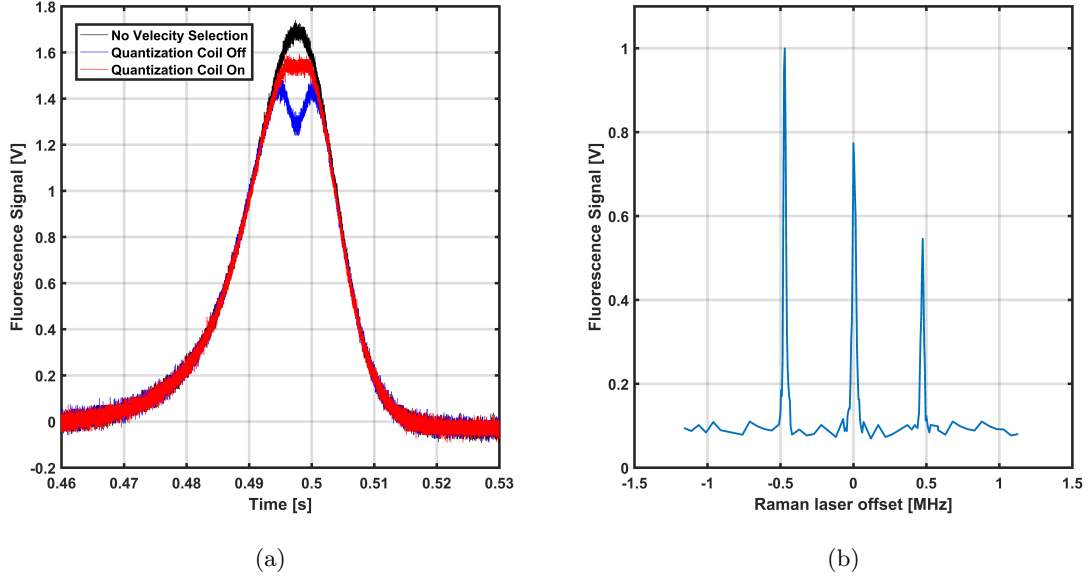 1.8
1.6
1.4
1.2
1
0.8
0.6
0.4
0.2
0
-0.2
Fluorescence Signal [V]
No Velecity Selection
Quantization Coil Off
Quantization Coil On
0.46 0.47 0.48 0.49 0.5 0.51 0.52 0.53
Time [s]
(a)
1
0.8
0.6
0.4
0.2
0
Fluorescence Signal [V]
-1.5 -1 -0.5 0 0.5 1 1.5
Raman laser offset [MHz]
(b)